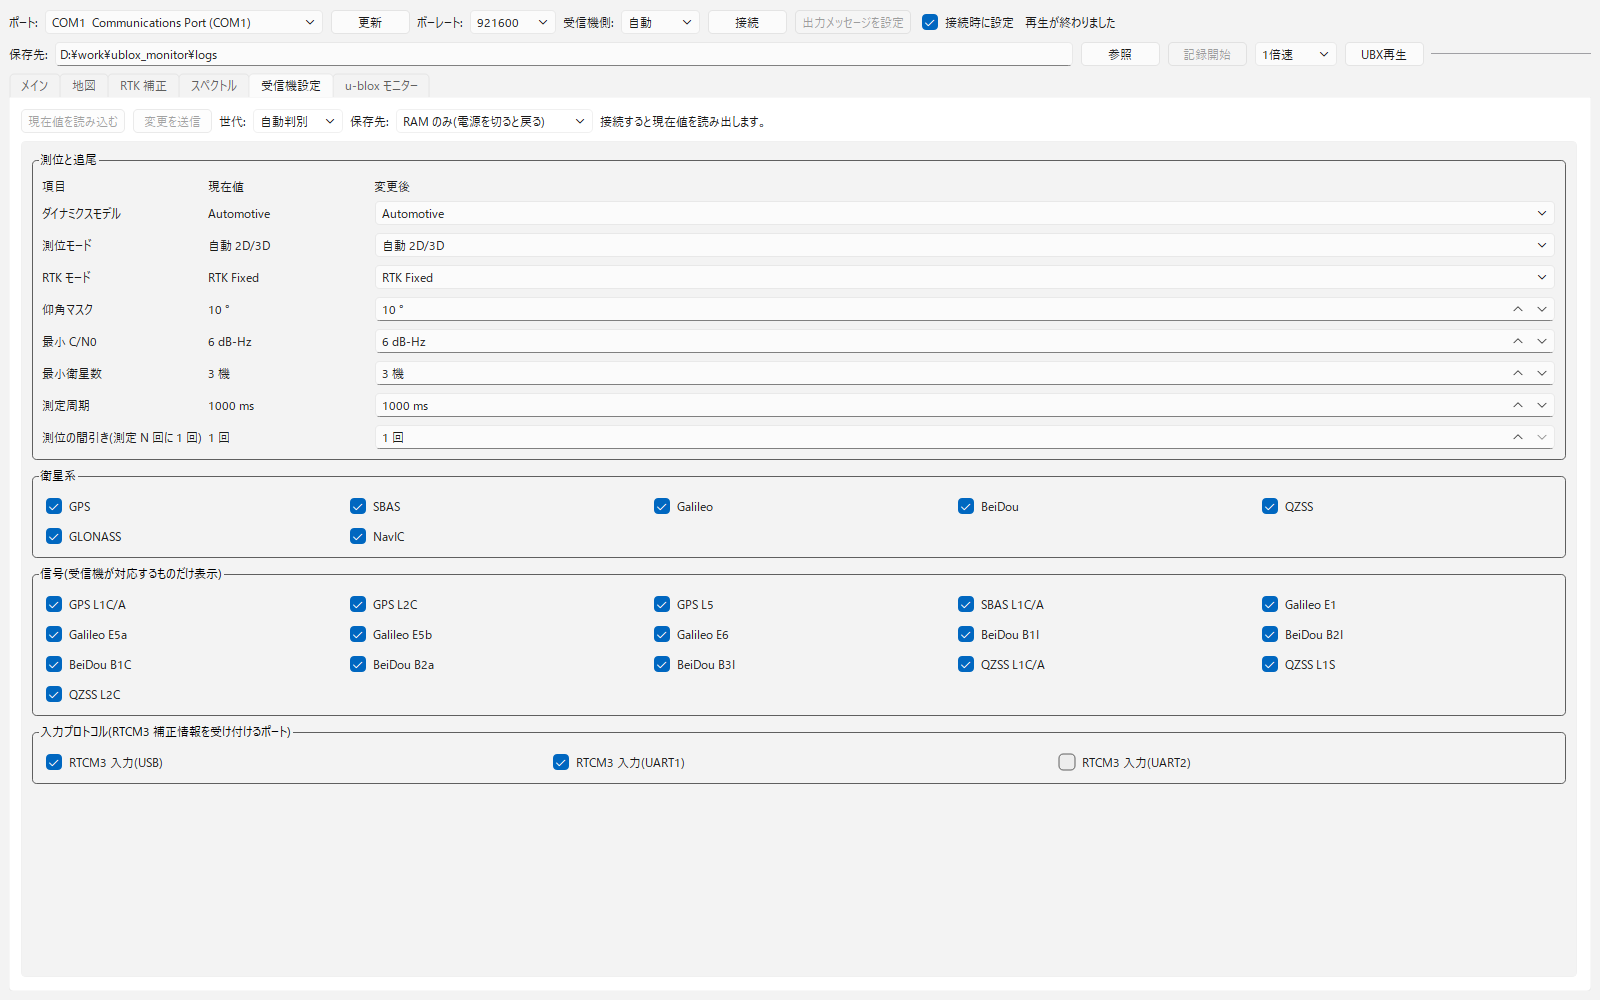 ポート: COM1 Communications Port (COM1) 更新 ボーレート: 921600 受信機側: 自動 接続 出力メッセージを設定 接続時に設定 再生が終わりました
保存先: D:¥work¥ublox_monitor¥logs 参照 記録開始 1倍速 UBX再生
メイン 地図 RTK 補正 スペクトル 受信機設定 u-blox モニター
現在値を読み込む 変更を送信 世代: 自動判別 保存先: RAM のみ(電源を切ると戻る) 接続すると現在値を読み出します。
測位と追尾
項目 現在値 変更後
ダイナミクスモデル Automotive Automotive
測位モード 自動 2D/3D 自動 2D/3D
RTK モード RTK Fixed RTK Fixed
仰角マスク 10 ° 10 °
最小 C/N0 6 dB-Hz 6 dB-Hz
最小衛星数 3 機 3 機
測定周期 1000 ms 1000 ms
測位の間引き(測定 N 回に 1 回) 1 回 1 回
衛星系
GPS SBAS Galileo BeiDou QZSS
GLONASS NavIC
信号(受信機が対応するものだけ表示)
GPS L1C/A GPS L2C GPS L5 SBAS L1C/A Galileo E1
Galileo E5a Galileo E5b Galileo E6 BeiDou B1I BeiDou B2I
BeiDou B1C BeiDou B2a BeiDou B3I QZSS L1C/A QZSS L1S
QZSS L2C
入力プロトコル(RTCM3 補正情報を受け付けるポート)
RTCM3 入力(USB) RTCM3 入力(UART1) RTCM3 入力(UART2)